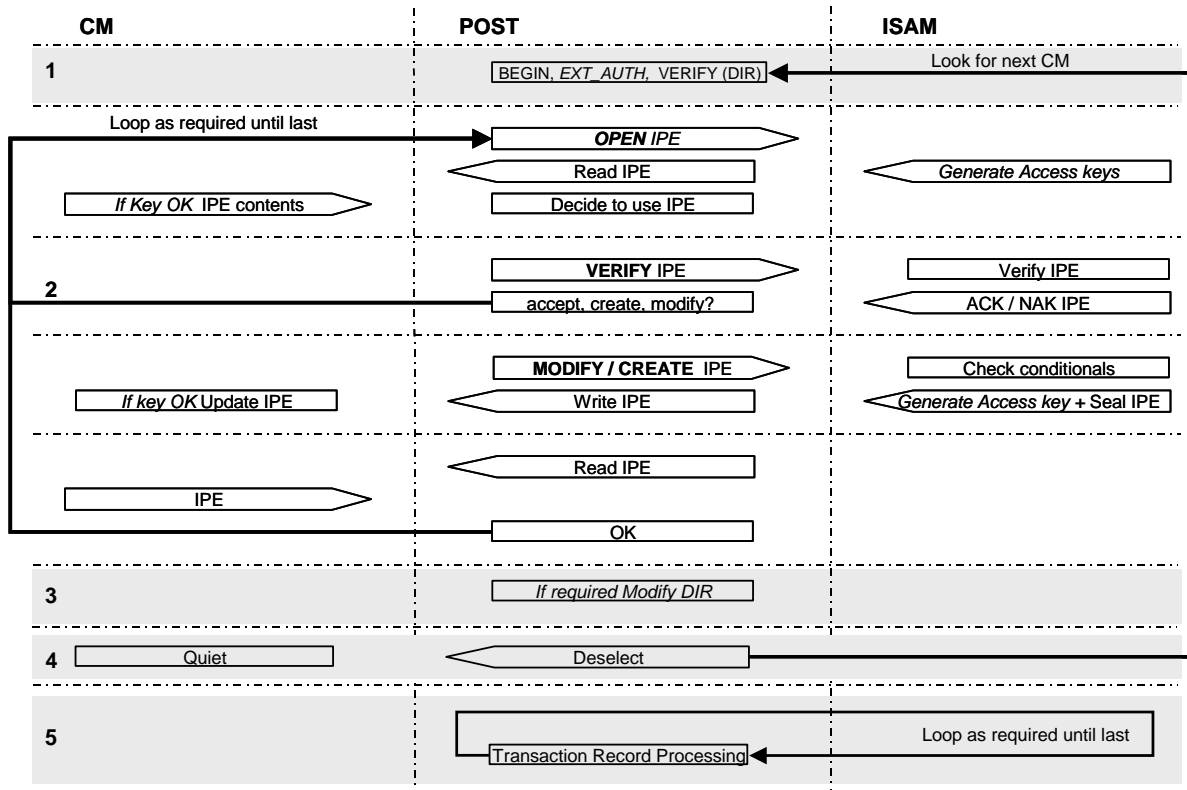 CM POST ISAM
1 BEGIN, EXT_AUTH, VERIFY (DIR) Look for next CM
Loop as required until last
OPEN IPE
Read IPE Generate Access keys
If Key OK IPE contents Decide to use IPE
VERIFY IPE Verify IPE
2 accept, create, modify? ACK / NAK IPE
MODIFY / CREATE IPE Check conditionals
If key OK Update IPE Write IPE Generate Access key + Seal IPE
Read IPE
IPE
OK
3 If required Modify DIR
4 Quiet Deselect
5 Loop as required until last
Transaction Record Processing